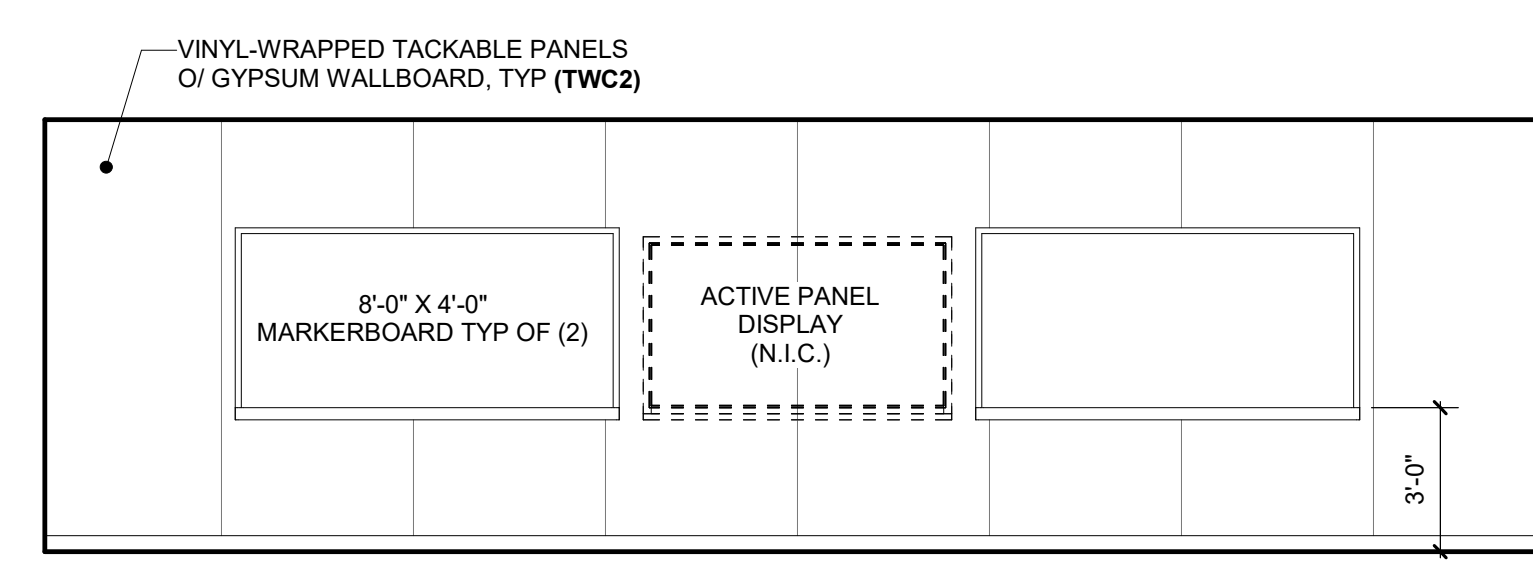 VINYL-WRAPPED TACKABLE PANELS
O/ GYPSUM WALLBOARD, TYP (TWC2)
8'-0" X 4'-0"
MARKERBOARD TYP OF (2)
ACTIVE PANEL
DISPLAY
(N.I.C.)
3'-0"